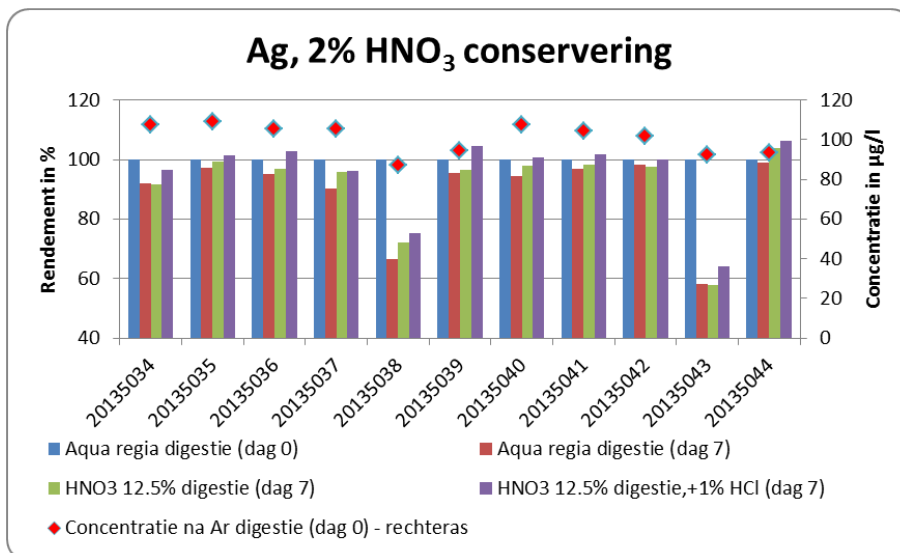 Ag, 2% HNO₃ conservering
120
100
80
60
40
Rendement in %
120
100
80
60
40
20
0
Concentratie in µg/l
20135034
20135035
20135036
20135037
20135038
20135039
20135040
20135041
20135042
20135043
20135044
Aqua regia digestie (dag 0)
Aqua regia digestie (dag 7)
HNO3 12.5% digestie (dag 7)
HNO3 12.5% digestie,+1% HCl (dag 7)
Concentratie na Ar digestie (dag 0) - rechteras